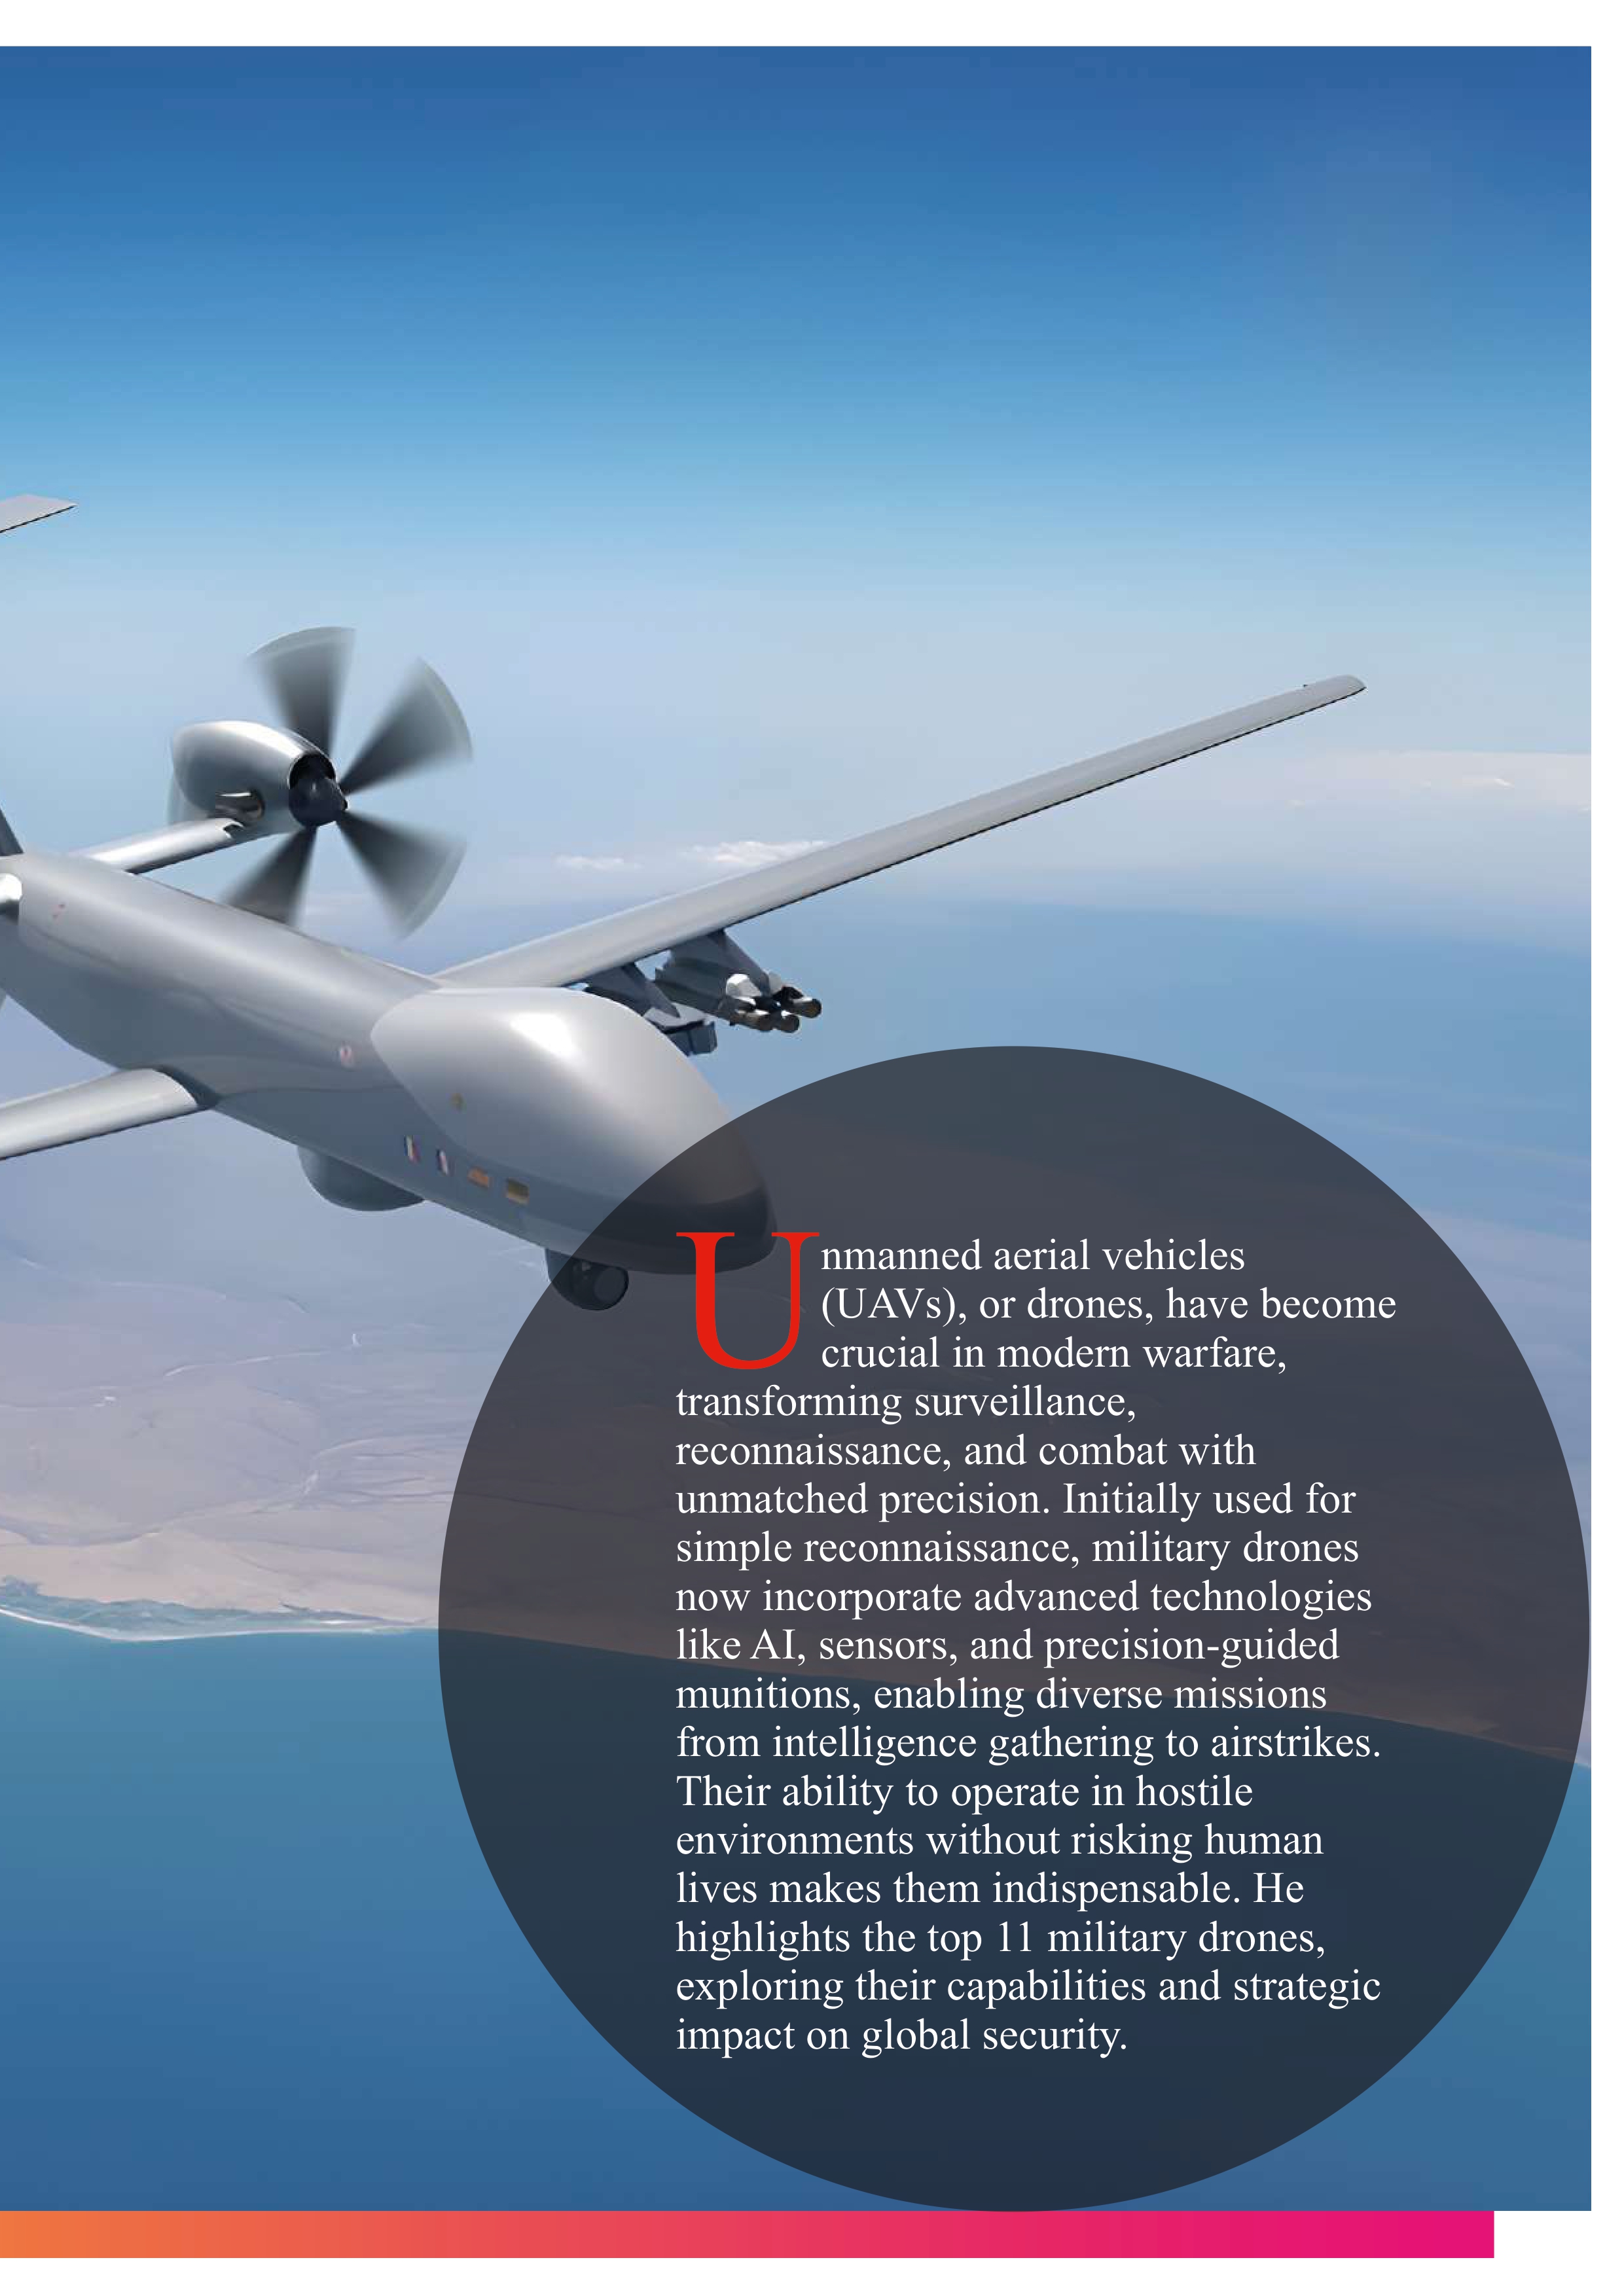 Unmanned aerial vehicles
(UAVs), or drones, have become
crucial in modern warfare,
transforming surveillance,
reconnaissance, and combat with
unmatched precision. Initially used for
simple reconnaissance, military drones
now incorporate advanced technologies
like AI, sensors, and precision-guided
munitions, enabling diverse missions
from intelligence gathering to airstrikes.
Their ability to operate in hostile
environments without risking human
lives makes them indispensable. He
highlights the top 11 military drones,
exploring their capabilities and strategic
impact on global security.